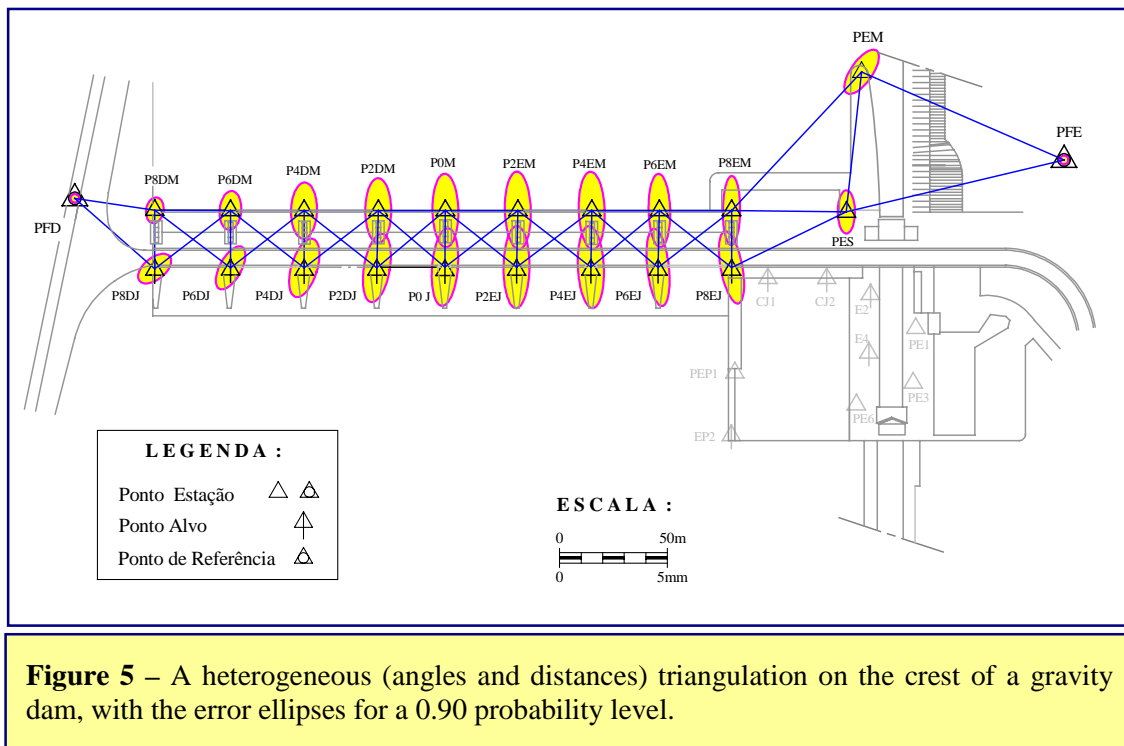 PEM
PFE
P8DM
P6DM
P4DM
P2DM
P0M
P2EM
P4EM
P6EM
P8EM
PFD
PES
P8DJ
P6DJ
P4DJ
P2DJ
P0 J
P2EJ
P4EJ
P6EJ
P8EJ
CJ1
CJ2
E2
PE1
E4
PEP1
PE3
PE6
EP2
LEGENDA :
Ponto Estação
Ponto Alvo
Ponto de Referência
ESCALA :
0 50m
0 5mm
Figure 5 – A heterogeneous (angles and distances) triangulation on the crest of a gravity
dam, with the error ellipses for a 0.90 probability level.